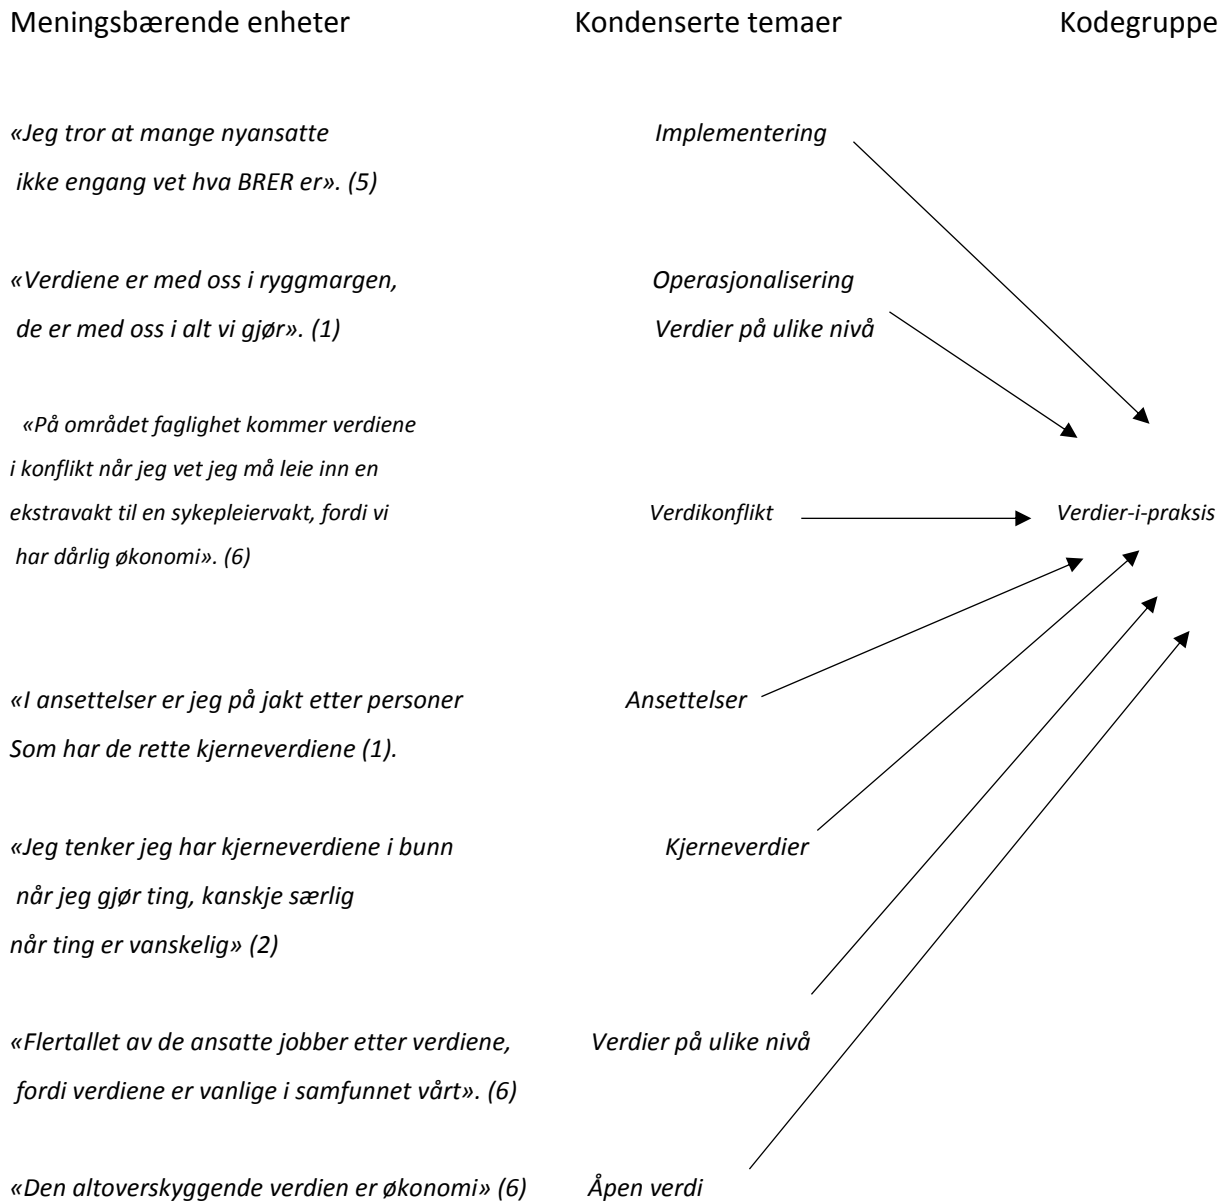 Meningsbærende enheter Kondenserte temaer Kodegruppe
«Jeg tror at mange nyansatte Implementering
ikke engang vet hva BRER er». (5)
«Verdiene er med oss i ryggmargen, Operasjonalisering
de er med oss i alt vi gjør». (1) Verdier på ulike nivå
«På området faglighet kommer verdiene
i konflikt når jeg vet jeg må leie inn en
ekstravakt til en sykepleiervakt, fordi vi Verdikonflikt Verdier-i-praksis
har dårlig økonomi». (6)
«I ansettelser er jeg på jakt etter personer Ansettelser
Som har de rette kjerneverdiene (1).
«Jeg tenker jeg har kjerneverdiene i bunn Kjerneverdier
når jeg gjør ting, kanskje særlig
når ting er vanskelig» (2)
«Flertallet av de ansatte jobber etter verdiene, Verdier på ulike nivå
fordi verdiene er vanlige i samfunnet vårt». (6)
«Den altoverskyggende verdien er økonomi» (6) Åpen verdi